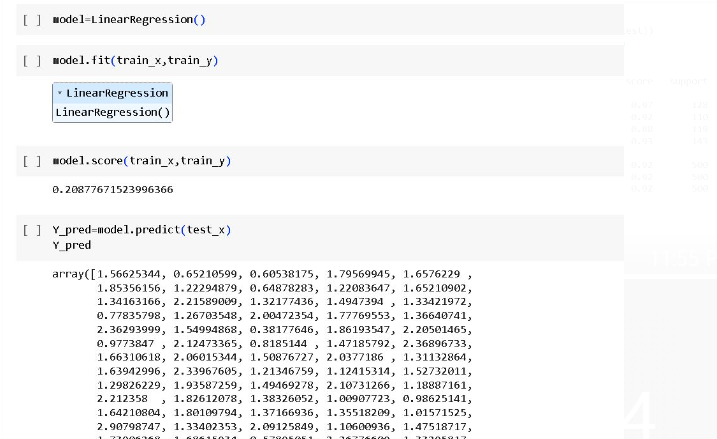 [ ] model=LinearRegression()
[ ] model.fit(train_x,train_y)
▾ LinearRegression
LinearRegression()
[ ] model.score(train_x,train_y)
0.20877671523996366
[ ] Y_pred=model.predict(test_x)
Y_pred
array([1.56625344, 0.65210599, 0.60538175, 1.79569945, 1.6576229 ,
1.85356156, 1.22294879, 0.64878283, 1.22083647, 1.65210902,
1.34163166, 2.21589009, 1.32177436, 1.4947394 , 1.33421972,
0.77835798, 1.26703548, 2.00472354, 1.77769553, 1.36640741,
2.36293999, 1.54994868, 0.38177646, 1.86193547, 2.20501465,
0.9773847 , 2.12473365, 0.8185144 , 1.47185792, 2.36896733,
1.66310618, 2.06015344, 1.50876727, 2.0377186 , 1.31132864,
1.63942996, 2.33967605, 1.21346759, 1.12415314, 1.52732011,
1.29826229, 1.93587259, 1.49469278, 2.10731266, 1.18887161,
2.212358  , 1.82612078, 1.38326052, 1.00907723, 0.98625141,
1.64210804, 1.80109794, 1.37166936, 1.35518209, 1.01571525,
2.90798747, 1.33402353, 2.09125849, 1.10600936, 1.47518717,